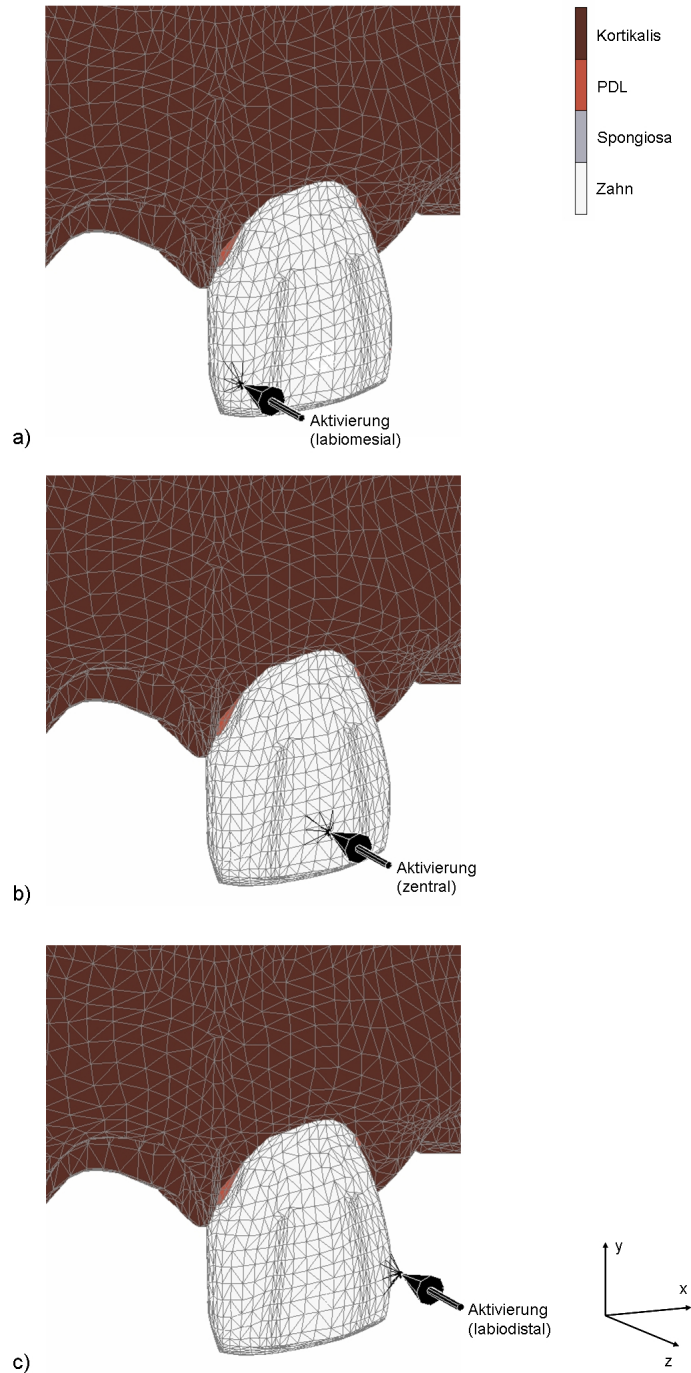 Kortikalis
PDL
Spongiosa
Zahn
Aktivierung
(labiomesial)
a)
Aktivierung
(zentral)
b)
Aktivierung
(labiodistal)
c)
y
x
z